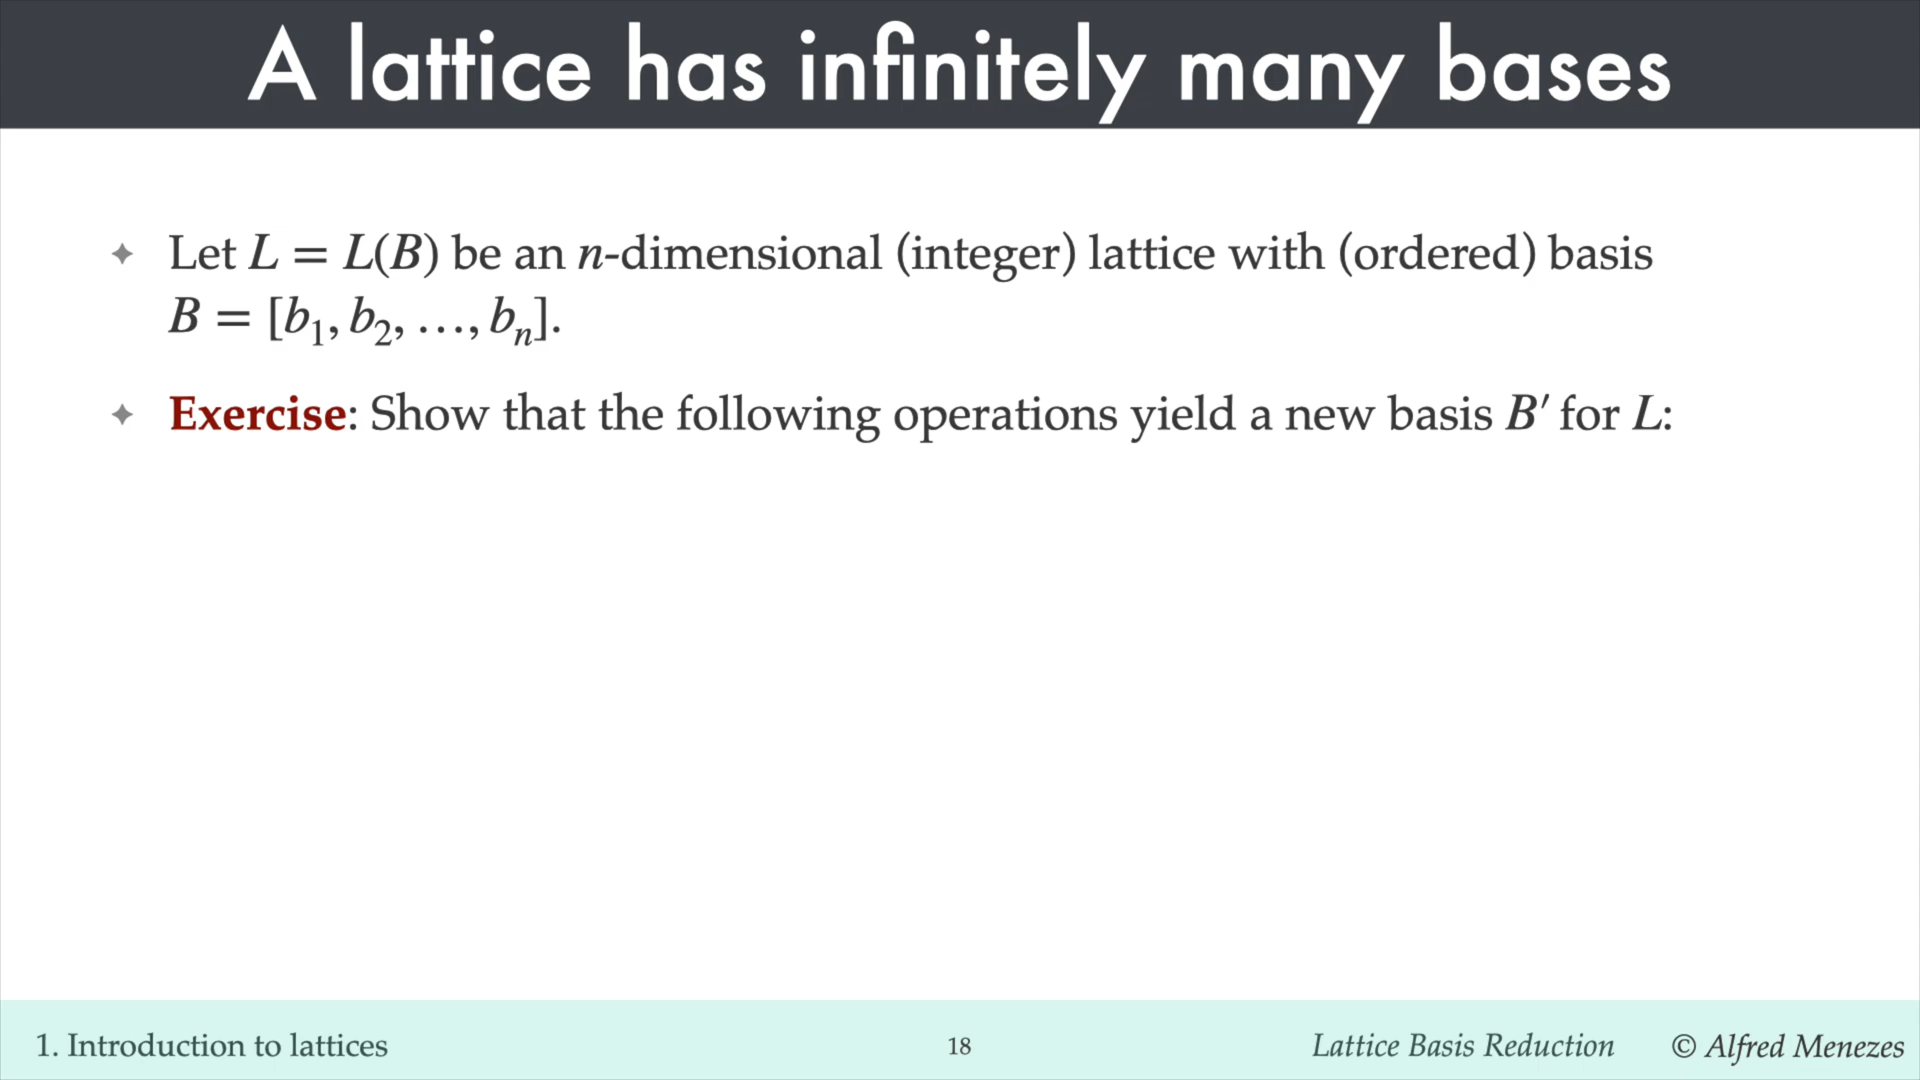 A lattice has infinitely many bases
✦ Let L = L(B) be an n-dimensional (integer) lattice with (ordered) basis
B = [b₁, b₂, …, bₙ].
✦ Exercise: Show that the following operations yield a new basis B′ for L:
1. Introduction to lattices
18
Lattice Basis Reduction
© Alfred Menezes